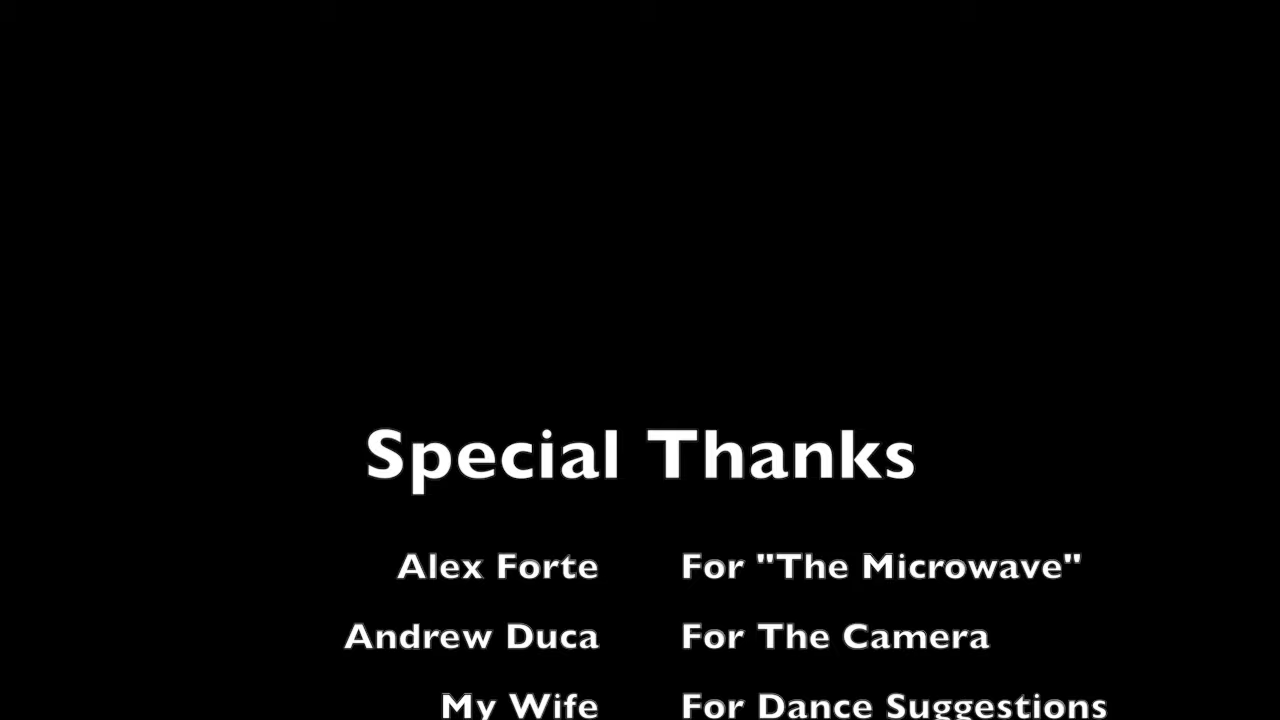 Special Thanks
Alex Forte For "The Microwave"
Andrew Duca For The Camera
My Wife For Dance Suggestions